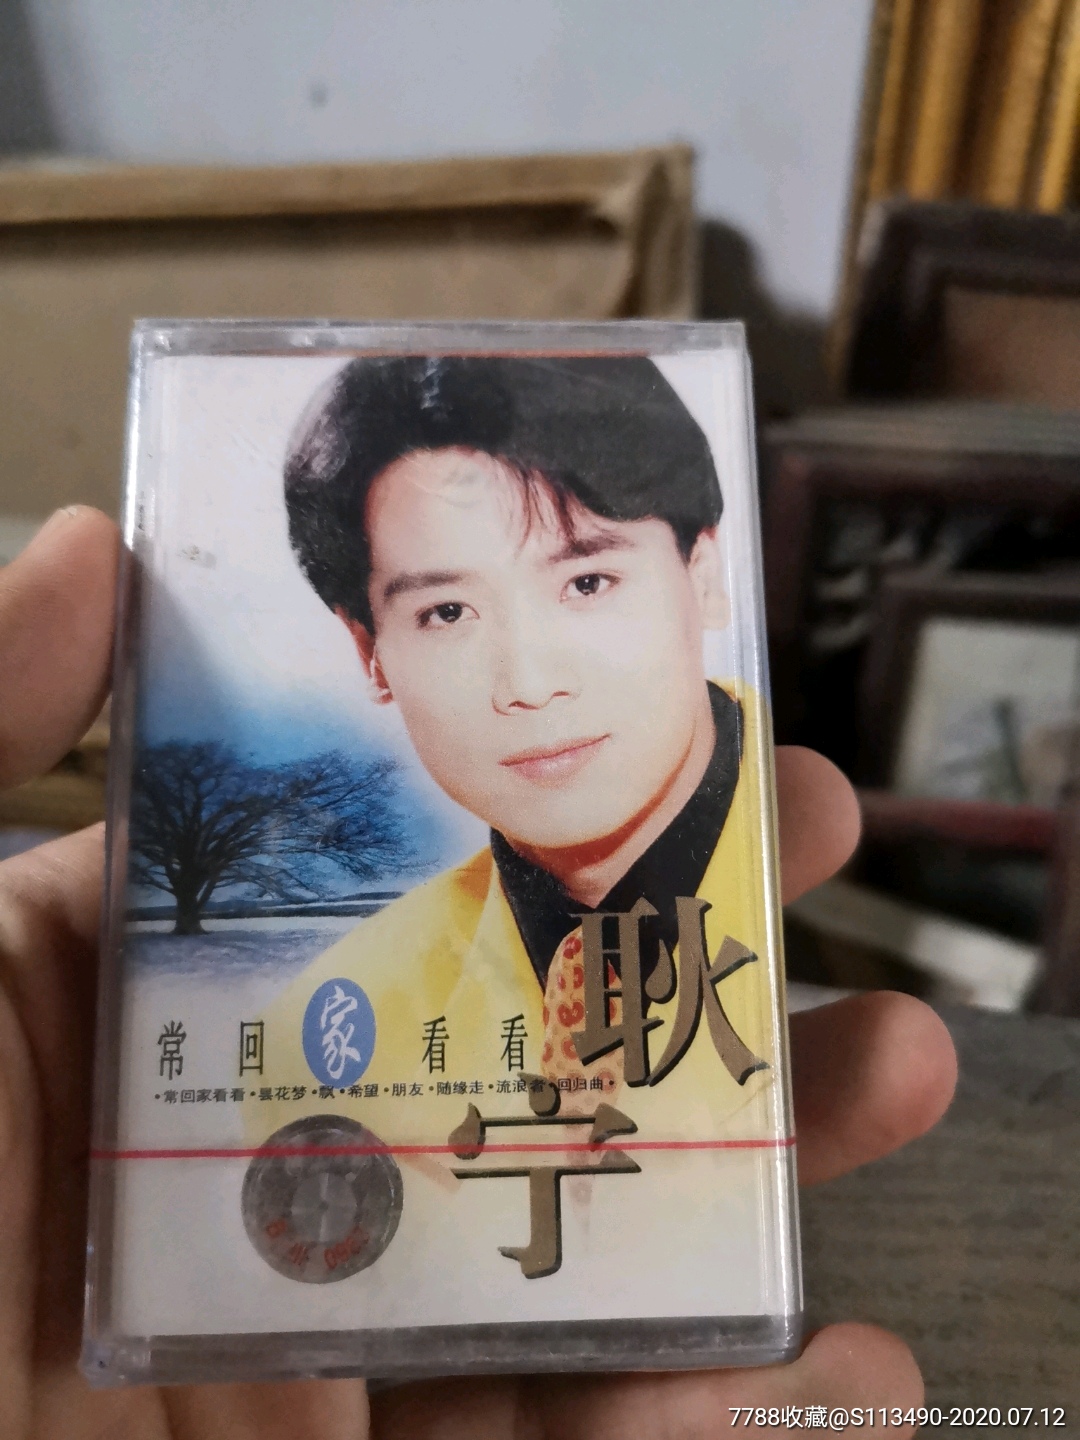 常回家看看
•常回家看看•昙花梦•飘•希望•朋友•随缘走•流浪者•回归曲•
耿宁
7788收藏@S113490-2020.07.12